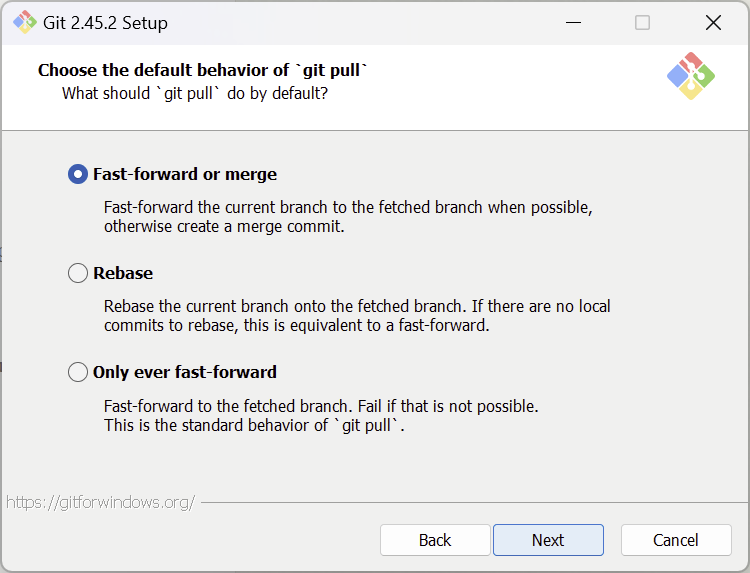 Git 2.45.2 Setup
Choose the default behavior of `git pull`
What should `git pull` do by default?
Fast-forward or merge
Fast-forward the current branch to the fetched branch when possible,
otherwise create a merge commit.
Rebase
Rebase the current branch onto the fetched branch. If there are no local
commits to rebase, this is equivalent to a fast-forward.
Only ever fast-forward
Fast-forward to the fetched branch. Fail if that is not possible.
This is the standard behavior of `git pull`.
https://gitforwindows.org/
Back
Next
Cancel